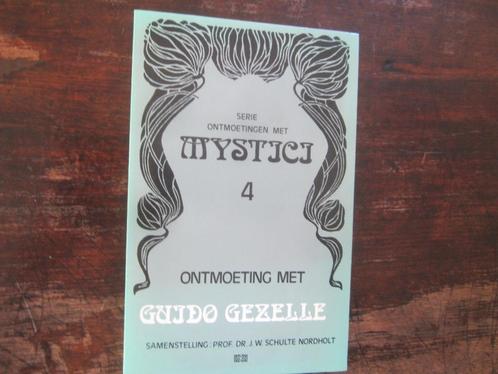 SERIE
ONTMOETINGEN MET
MYSTICI
4
ONTMOETING MET
GUIDO GEZELLE
SAMENSTELLING: PROF. DR. J. W. SCHULTE NORDHOLT